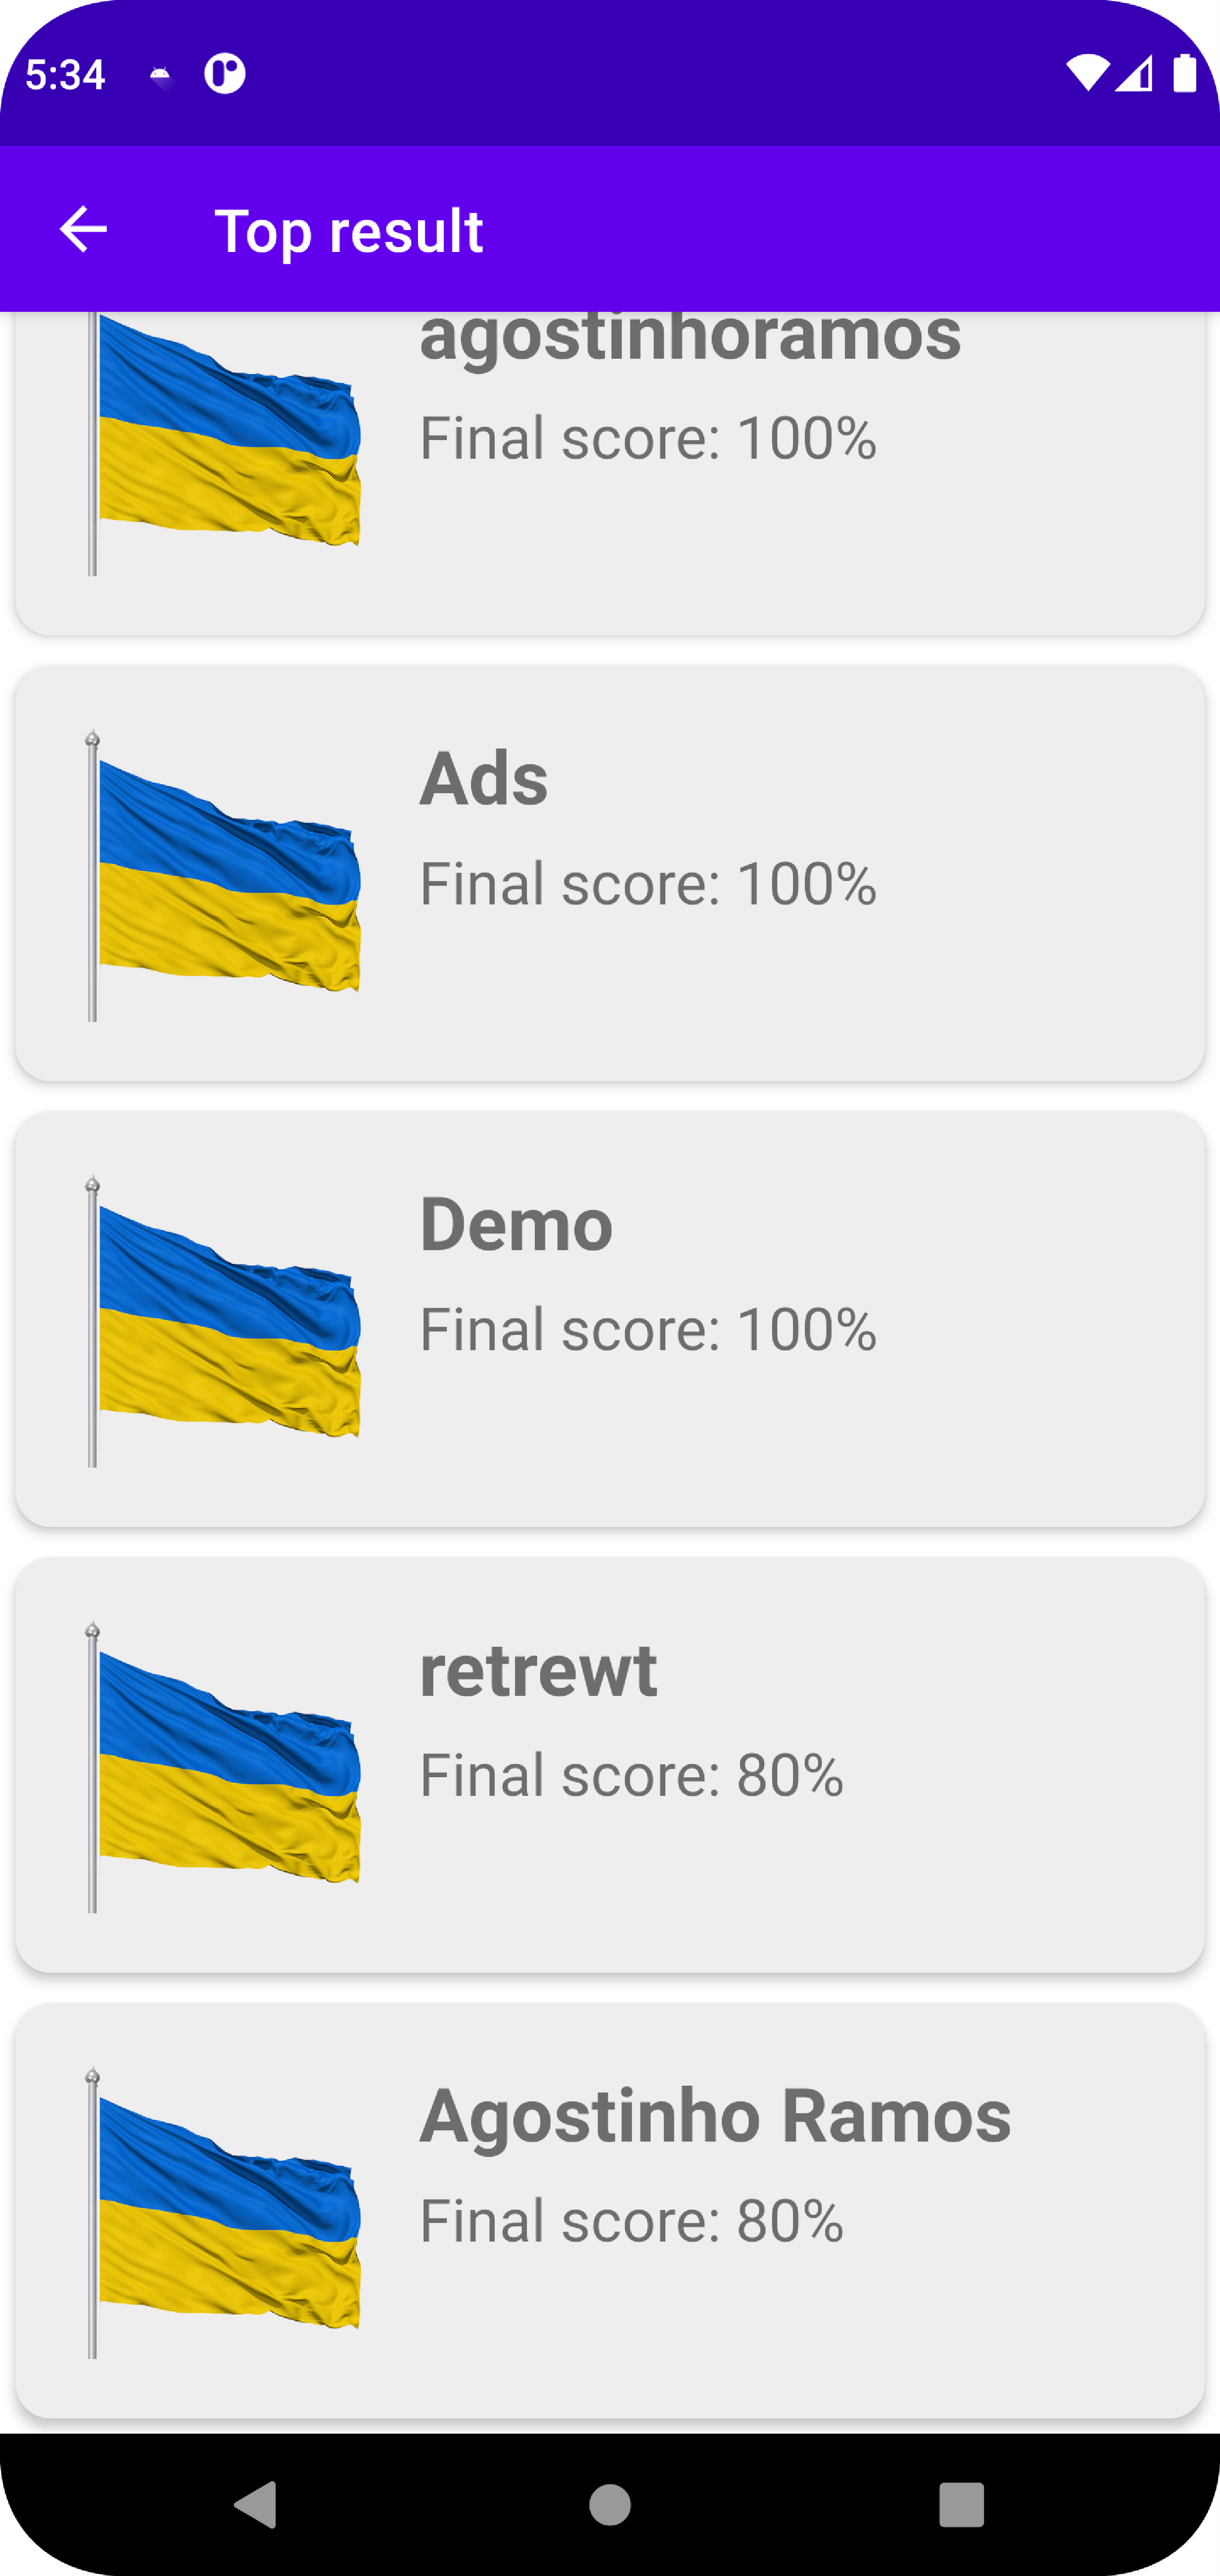 5:34
Top result
agostinhoramos
Final score: 100%
Ads
Final score: 100%
Demo
Final score: 100%
retrewt
Final score: 80%
Agostinho Ramos
Final score: 80%